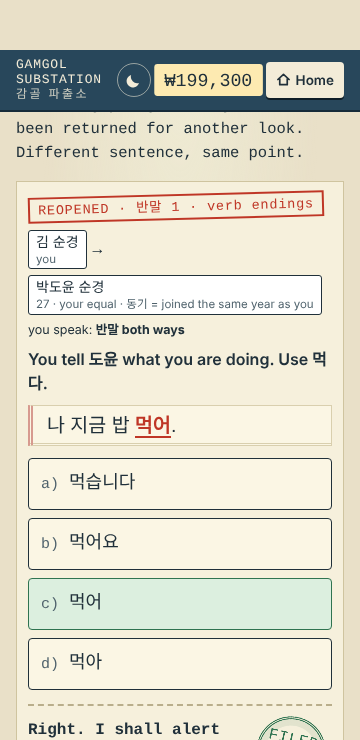 GAMGOL
SUBSTATION
감골 파출소
₩199,300
Home
been returned for another look.
Different sentence, same point.
REOPENED · 반말 1 · verb endings
김 순경
you
→
박도윤 순경
27 · your equal · 동기 = joined the same year as you
you speak: 반말 both ways
You tell 도윤 what you are doing. Use 먹
다.
나 지금 밥 먹어.
a) 먹습니다
b) 먹어요
c) 먹어
d) 먹아
Right. I shall alert
FILED